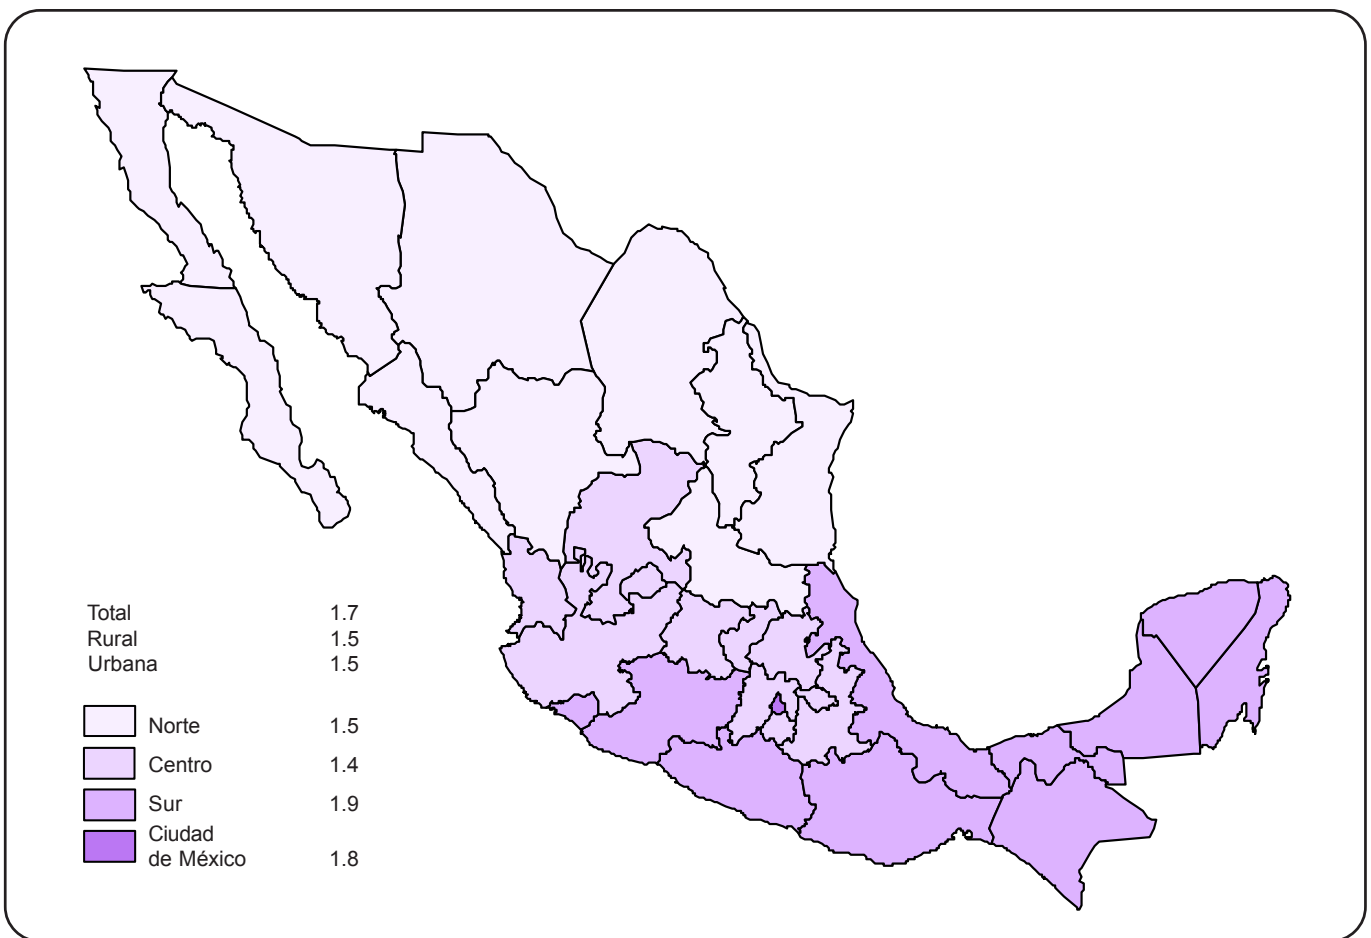 Total 1.7
Rural 1.5
Urbana 1.5
Norte 1.5
Centro 1.4
Sur 1.9
Ciudad
de México 1.8